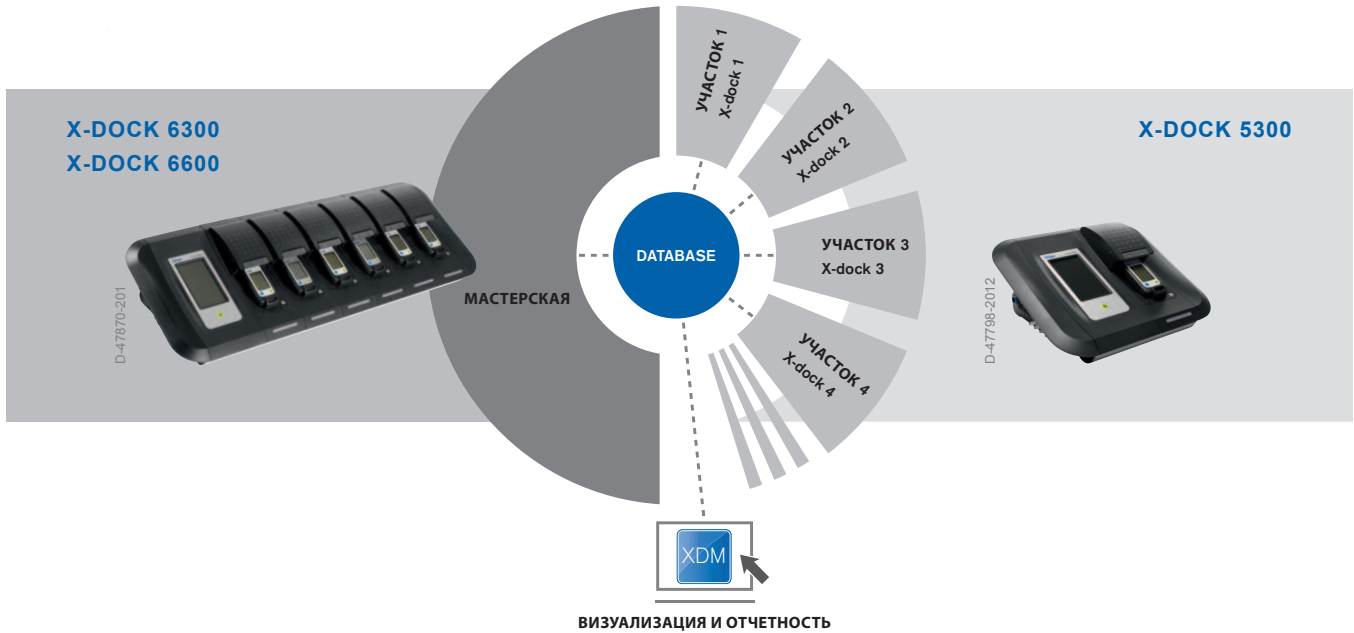 X-DOCK 6300
X-DOCK 6600
D-47870-201
МАСТЕРСКАЯ
DATABASE
УЧАСТОК 1
X-dock 1
УЧАСТОК 2
X-dock 2
УЧАСТОК 3
X-dock 3
УЧАСТОК 4
X-dock 4
X-DOCK 5300
D-47798-2012
XDM
ВИЗУАЛИЗАЦИЯ И ОТЧЕТНОСТЬ